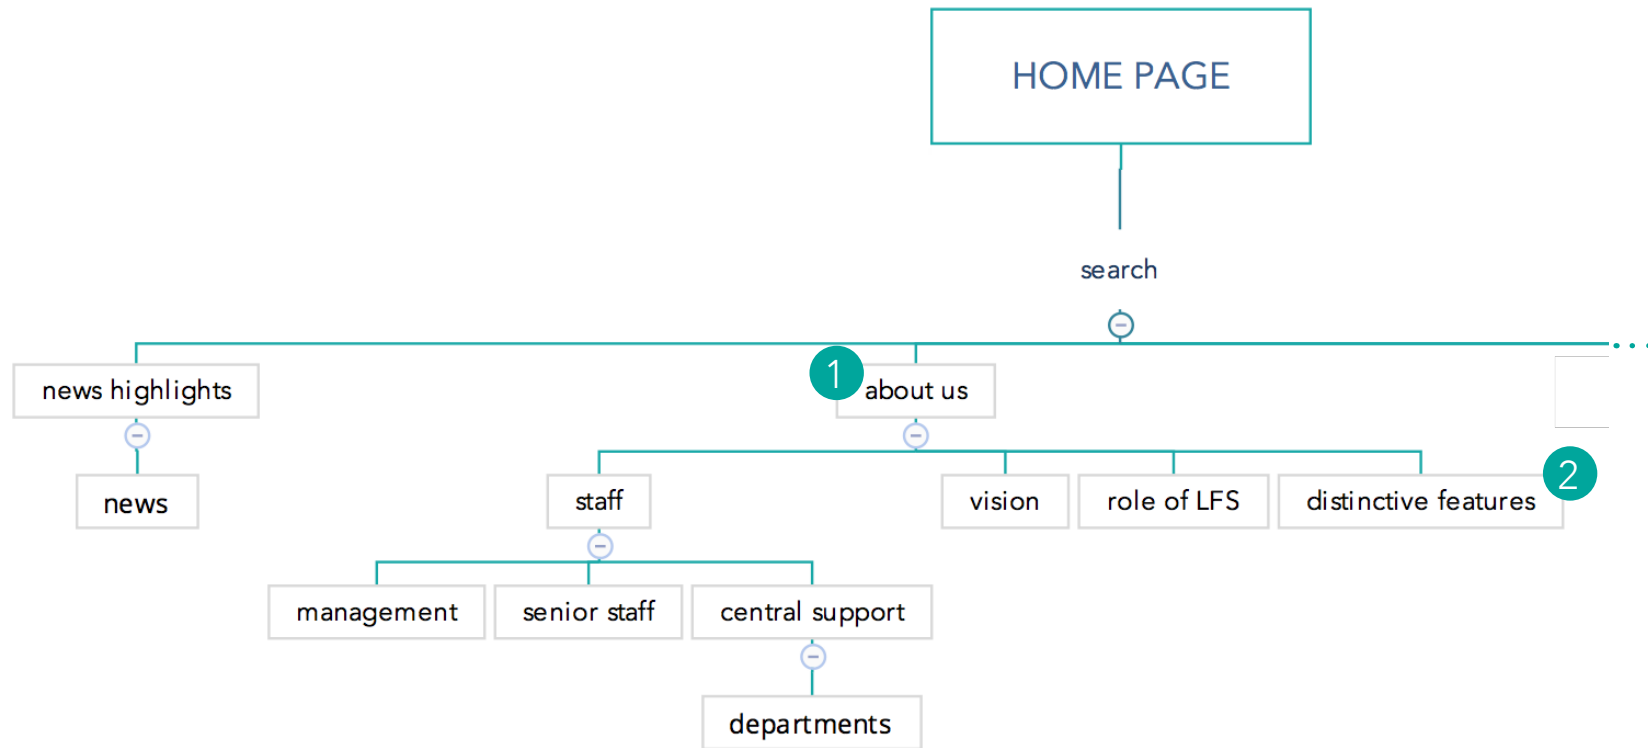 HOME PAGE
search
news highlights
1
about us
news
staff
vision
role of LFS
distinctive features
2
management
senior staff
central support
departments